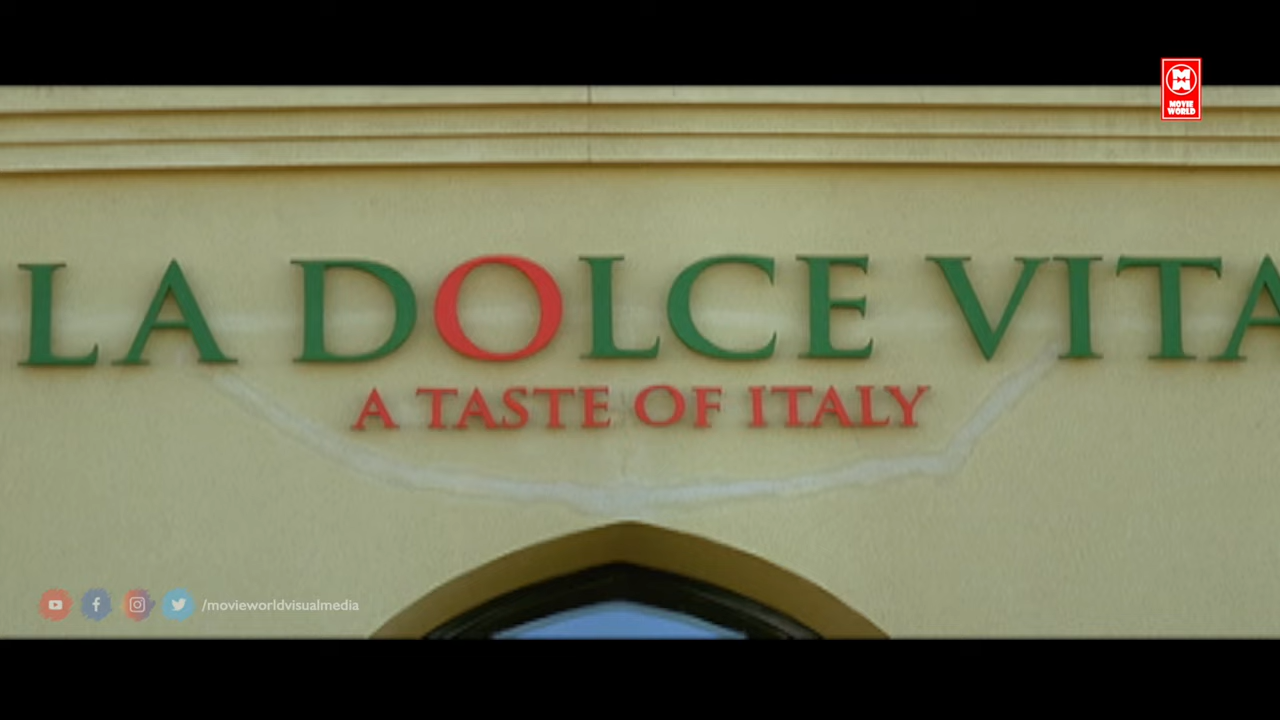 MOVIE
WORLD
LA DOLCE VITA
A TASTE OF ITALY
/movieworldvisualmedia